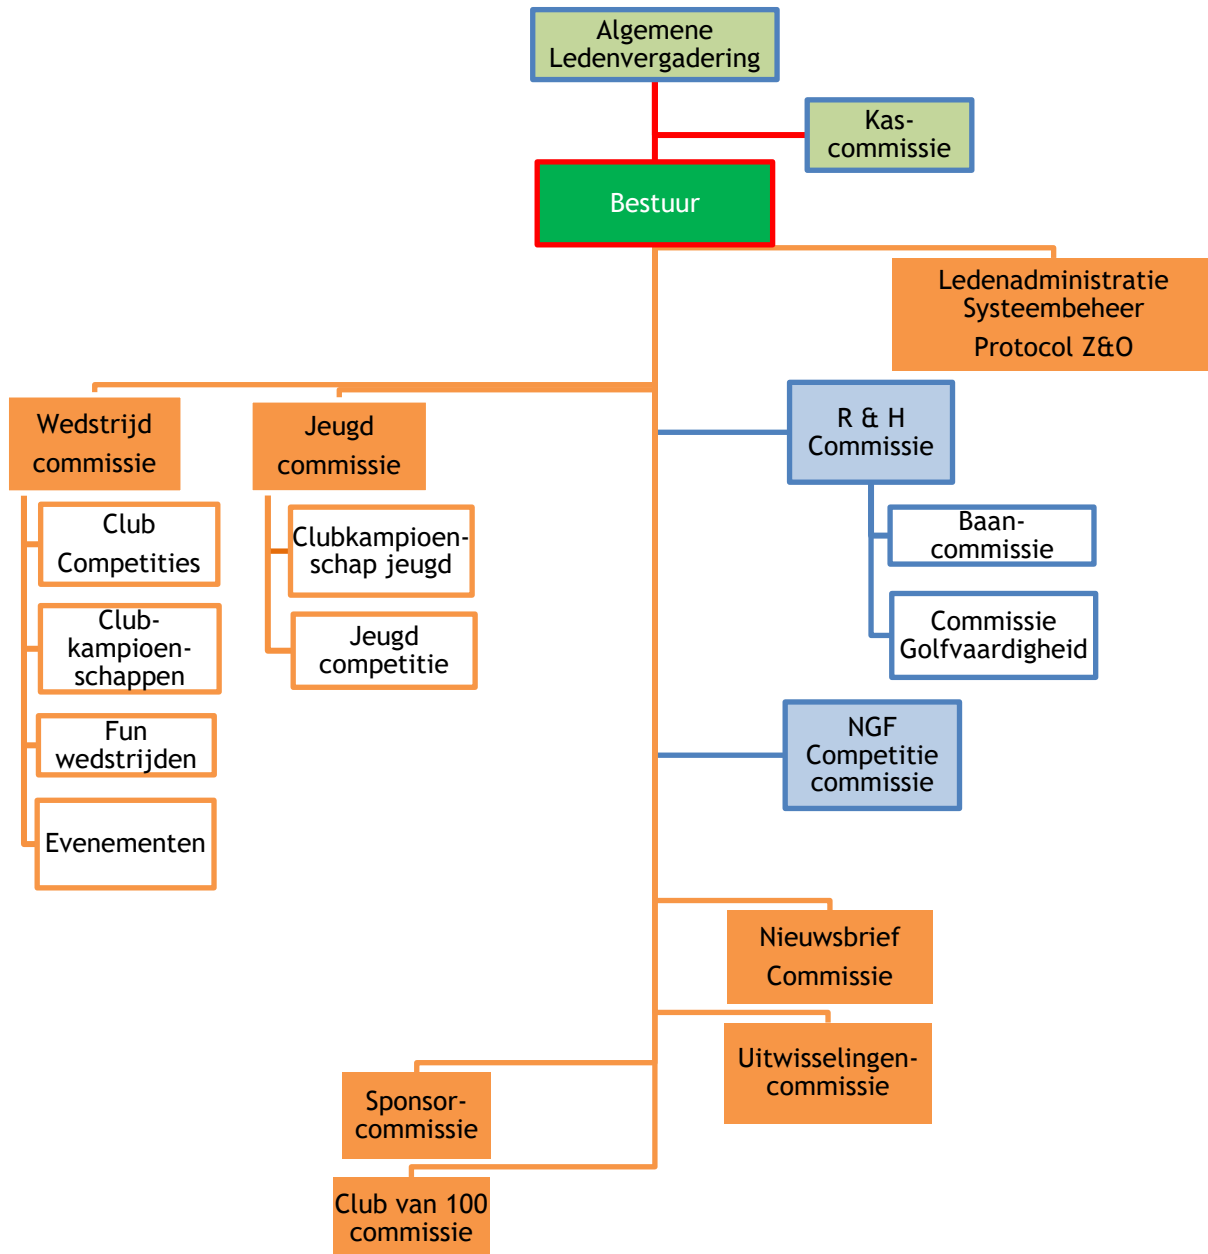 Algemene
Ledenvergadering
Kas-
commissie
Bestuur
Ledenadministratie
Systeembeheer
Protocol Z&O
Wedstrijd
commissie
Jeugd
commissie
R & H
Commissie
Club
Competities
Clubkampioen-
schap jeugd
Baan-
commissie
Club-
kampioen-
schappen
Jeugd
competitie
Commissie
Golfvaardigheid
Fun
wedstrijden
NGF
Competitie
commissie
Evenementen
Nieuwsbrief
Commissie
Uitwisselingen-
commissie
Sponsor-
commissie
Club van 100
commissie